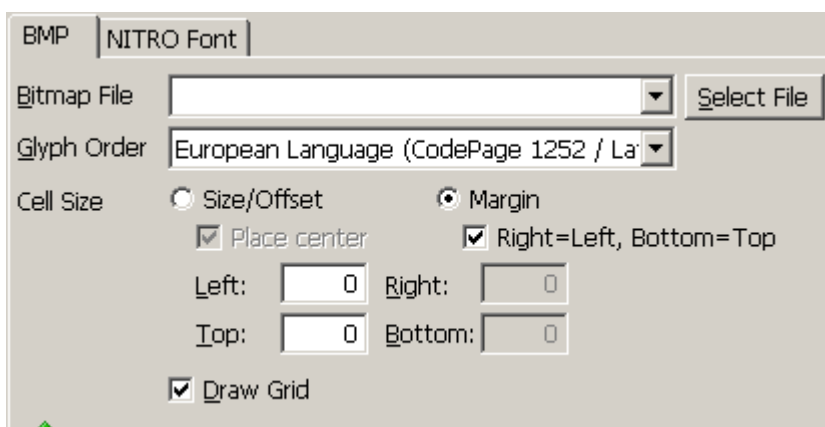 BMP NITRO Font
Bitmap File Select File
Glyph Order European Language (CodePage 1252 /
Cell Size Size/Offset Margin
Place center Right=Left, Bottom=Top
Left: 0 Right: 0
Top: 0 Bottom: 0
Draw Grid